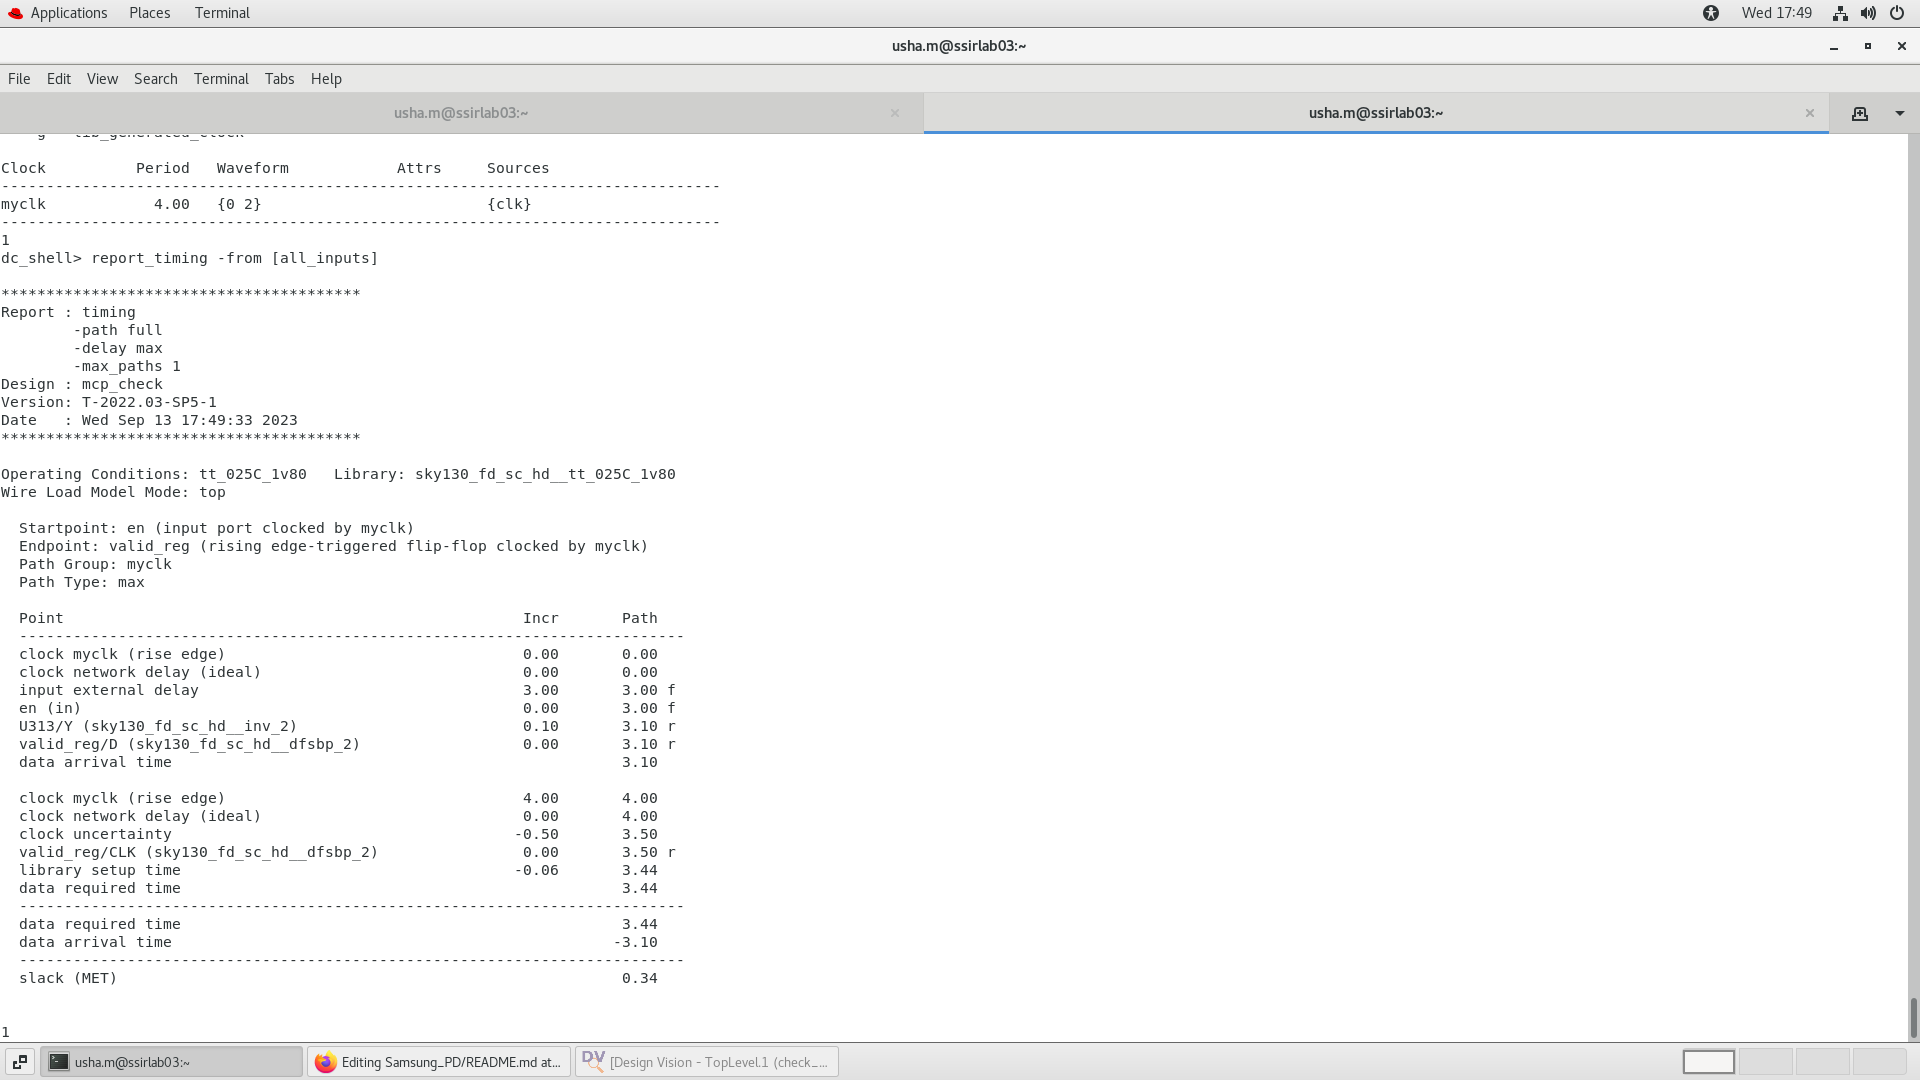 Applications Places Terminal Wed 17:49
usha.m@ssirlab03:~
File Edit View Search Terminal Tabs Help
usha.m@ssirlab03:~ × usha.m@ssirlab03:~ ×
g - lib_generated_clock
Clock          Period   Waveform            Attrs     Sources
--------------------------------------------------------------------------------
myclk            4.00   {0 2}                         {clk}
--------------------------------------------------------------------------------
1
dc_shell> report_timing -from [all_inputs]
****************************************
Report : timing
        -path full
        -delay max
        -max_paths 1
Design : mcp_check
Version: T-2022.03-SP5-1
Date   : Wed Sep 13 17:49:33 2023
****************************************
Operating Conditions: tt_025C_1v80   Library: sky130_fd_sc_hd__tt_025C_1v80
Wire Load Model Mode: top
  Startpoint: en (input port clocked by myclk)
  Endpoint: valid_reg (rising edge-triggered flip-flop clocked by myclk)
  Path Group: myclk
  Path Type: max
  Point                                                   Incr       Path
  --------------------------------------------------------------------------
  clock myclk (rise edge)                                 0.00       0.00
  clock network delay (ideal)                             0.00       0.00
  input external delay                                    3.00       3.00 f
  en (in)                                                 0.00       3.00 f
  U313/Y (sky130_fd_sc_hd__inv_2)                         0.10       3.10 r
  valid_reg/D (sky130_fd_sc_hd__dfsbp_2)                  0.00       3.10 r
  data arrival time                                                  3.10
  clock myclk (rise edge)                                 4.00       4.00
  clock network delay (ideal)                             0.00       4.00
  clock uncertainty                                      -0.50       3.50
  valid_reg/CLK (sky130_fd_sc_hd__dfsbp_2)                0.00       3.50 r
  library setup time                                     -0.06       3.44
  data required time                                                 3.44
  --------------------------------------------------------------------------
  data required time                                                 3.44
  data arrival time                                                 -3.10
  --------------------------------------------------------------------------
  slack (MET)                                                        0.34
1
usha.m@ssirlab03:~ Editing Samsung_PD/README.md at... DV [Design Vision - TopLevel.1 (check_...